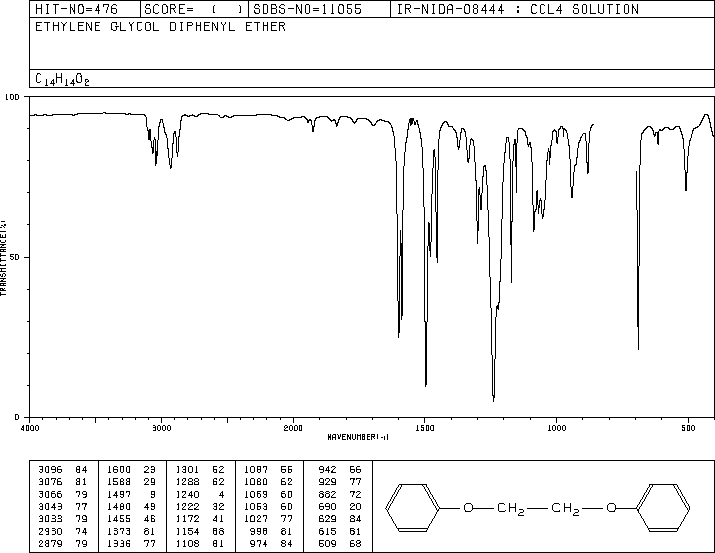 HIT-NO=476 SCORE= ( ) SDBS-NO=11055 IR-NIDA-08444 : CCL4 SOLUTION
ETHYLENE GLYCOL DIPHENYL ETHER
C14H14O2
100
50
0
TRANSMITTANCE(%)
4000 3000 2000 1500 1000 500
WAVENUMBER(-1)
3096 84 1600 23 1301 52 1087 56 942 66
3076 81 1588 29 1288 62 1080 62 929 77
3066 79 1497 9 1240 4 1069 60 882 72
3049 77 1480 49 1222 32 1053 60 690 20
3039 79 1455 46 1172 41 1027 77 629 84
2930 74 1373 81 1154 68 998 81 615 81
2879 79 1336 77 1108 81 974 84 509 68
O—CH2—CH2—O